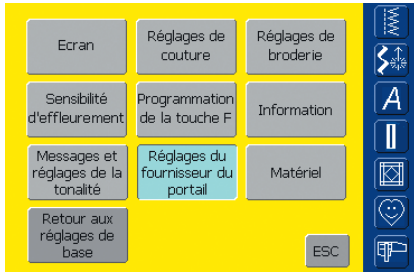 Ecran
Réglages de
couture
Réglages de
broderie
Sensibilité
d'effleurement
Programmation
de la touche F
Information
Messages et
réglages de la
tonalité
Réglages du
fournisseur du
portail
Matériel
Retour aux
réglages de
base
ESC
A